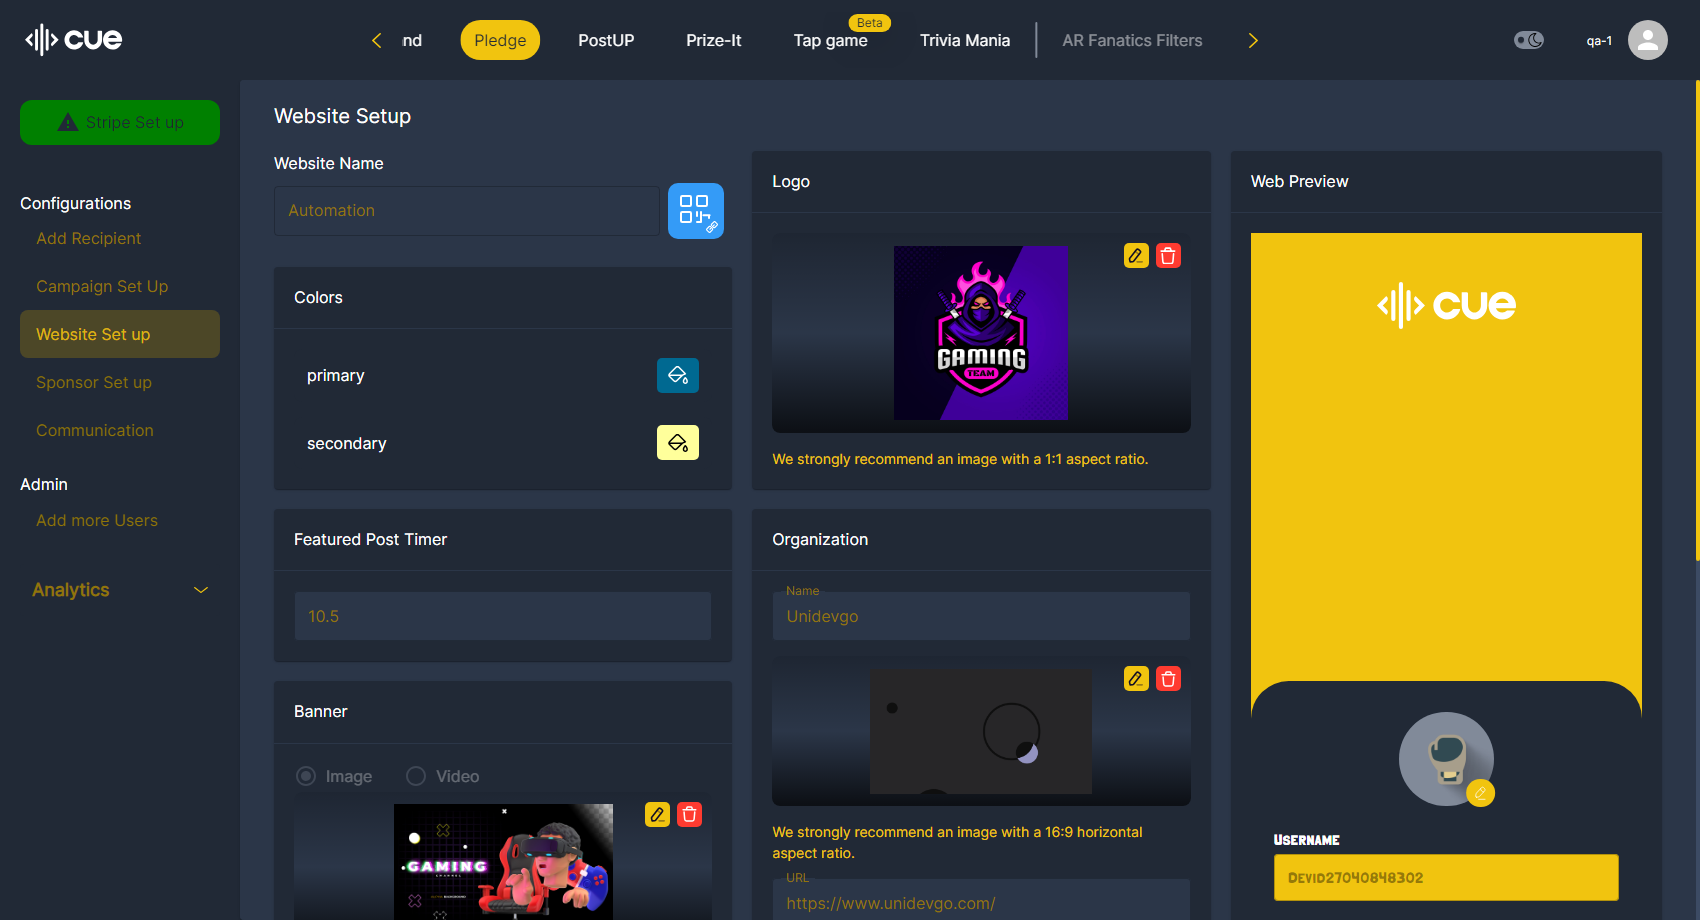 cue
nd
Pledge
PostUP
Prize-It
Beta
Tap game
Trivia Mania
AR Fanatics Filters
qa-1
Stripe Set up
Configurations
Add Recipient
Campaign Set Up
Website Set up
Sponsor Set up
Communication
Admin
Add more Users
Analytics
Website Setup
Website Name
Automation
Colors
primary
secondary
Featured Post Timer
10.5
Banner
Image
Video
GAMING
Logo
GAMING
TEAM
We strongly recommend an image with a 1:1 aspect ratio.
Organization
Name
Unidevgo
We strongly recommend an image with a 16:9 horizontal
aspect ratio.
URL
https://www.unidevgo.com/
Web Preview
cue
Username
Devid27040848302